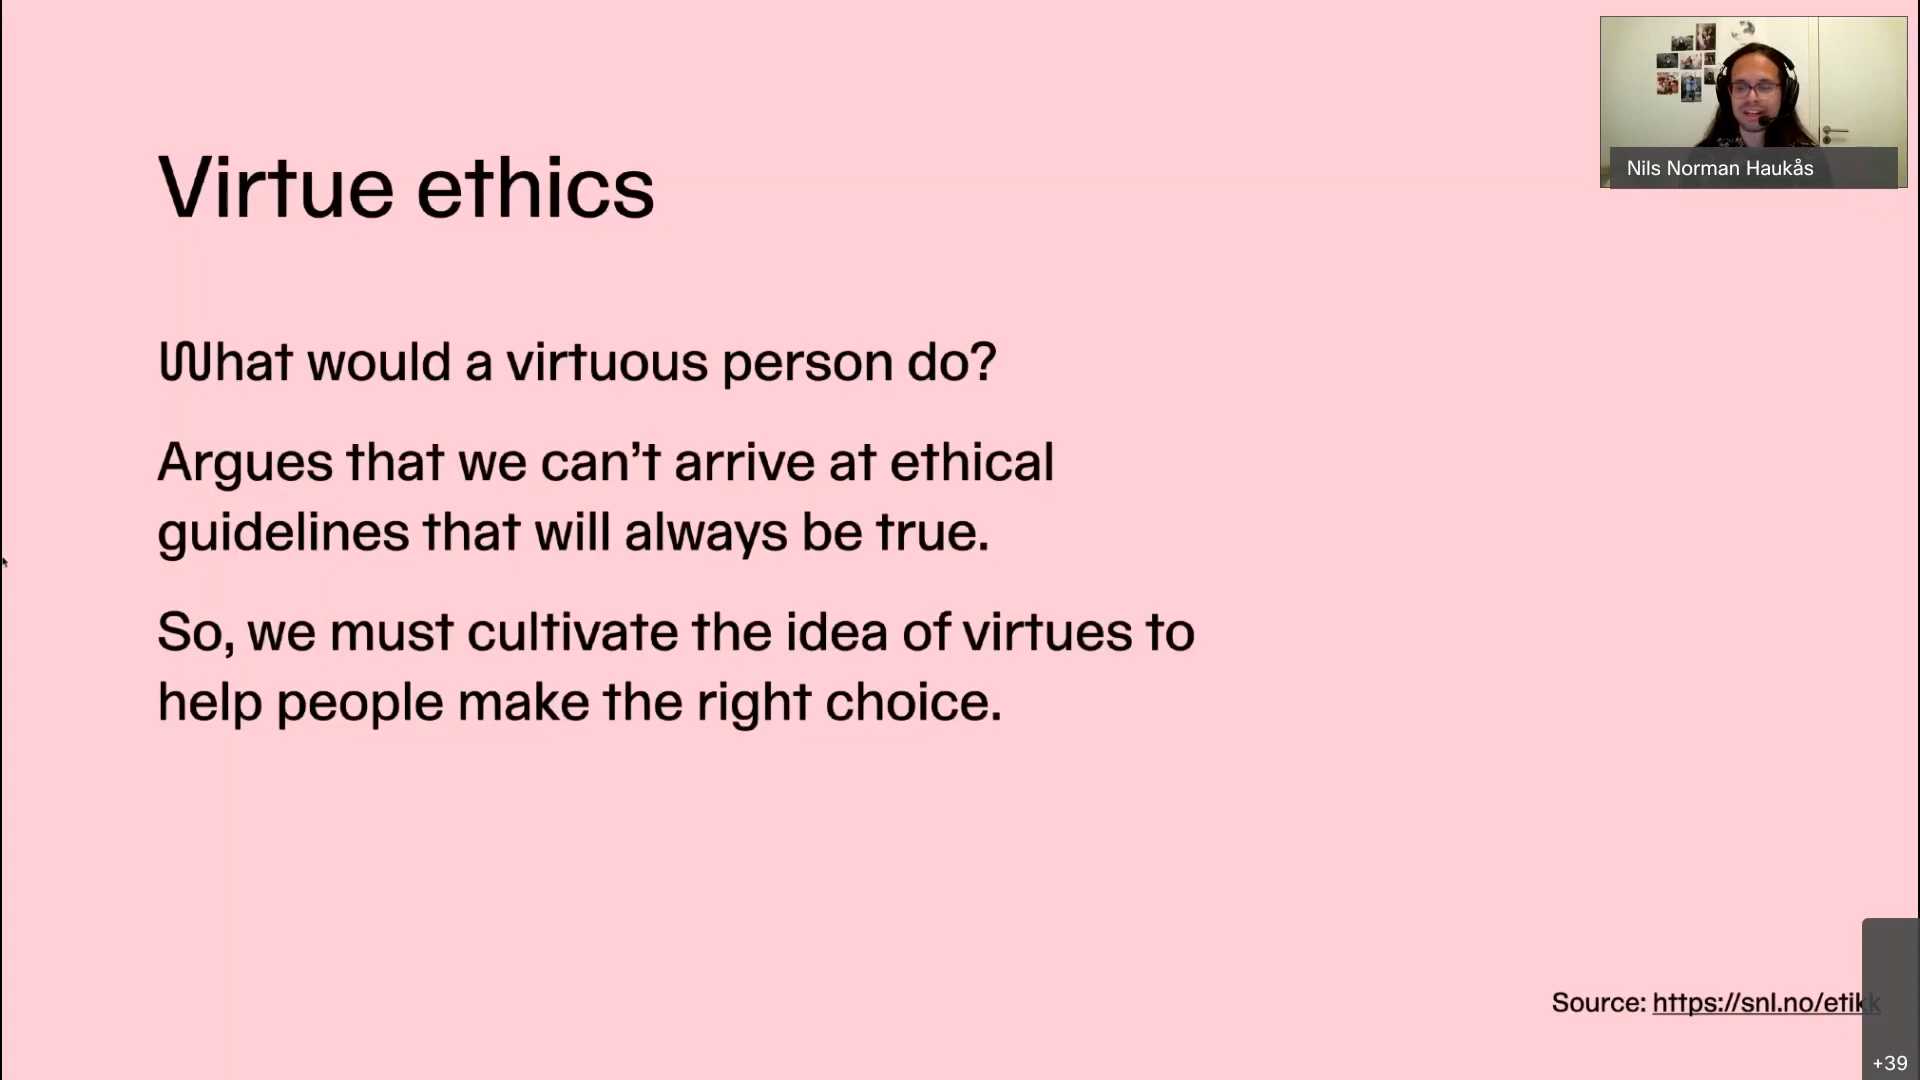 Virtue ethics
What would a virtuous person do?
Argues that we can’t arrive at ethical
guidelines that will always be true.
So, we must cultivate the idea of virtues to
help people make the right choice.
Nils Norman Haukås
Source: https://snl.no/etikk
+39